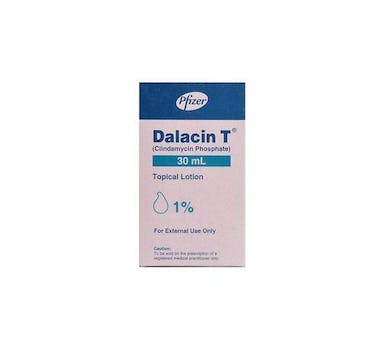 Pfizer
Dalacin T®
(Clindamycin Phosphate)
30 mL
Topical Lotion
1%
For External Use Only
Caution:
To be sold on the prescription of a
registered medical practitioner only.